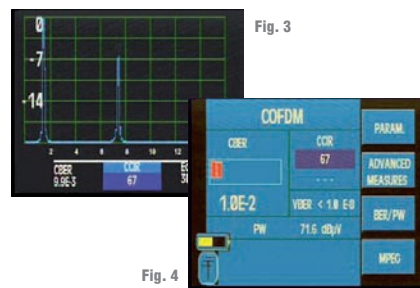 Fig. 3
0
-7
-14
2 4 6 8 10 12
CBER CCIR
9.9E-3 67
Fig. 4
COFDM
CBER
CCIR
67
---
1.0E-2
VBER < 1.0 E-8
PW 71.6 dBµV
PARAM.
ADVANCED
MEASURES
BER/PW
MPEG